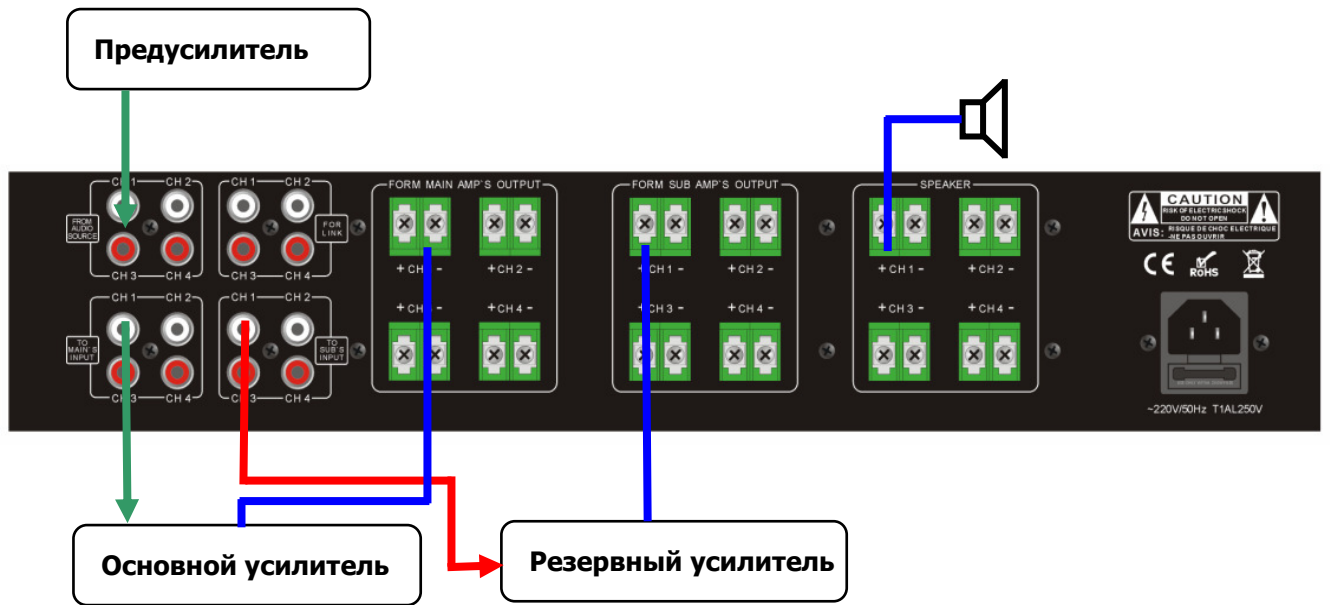 Предусилитель
CH 1 CH 2
FROM
AUDIO
SOURCE
CH 3 CH 4
CH 1 CH 2
FOR
LINK
CH 3 CH 4
FORM MAIN AMP'S OUTPUT
+ CH -
+ CH 2 -
+ CH -
+ CH 4 -
FORM SUB AMP'S OUTPUT
+ CH 1 -
+ CH 2 -
+ CH 3 -
+ CH 4 -
SPEAKER
+ CH 1 -
+ CH 2 -
+ CH 3 -
+ CH 4 -
CAUTION
RISK OF ELECTRIC SHOCK
DO NOT OPEN
AVIS: RISQUE DE CHOC ELECTRIQUE
-NE PAS OUVRIR
CE RoHS
CH 1 CH 2
TO
MAIN'S
INPUT
CH 3 CH 4
CH 1 CH 2
TO
SUB'S
INPUT
CH 3 CH 4
~220V/50Hz T1AL250V
Основной усилитель
Резервный усилитель